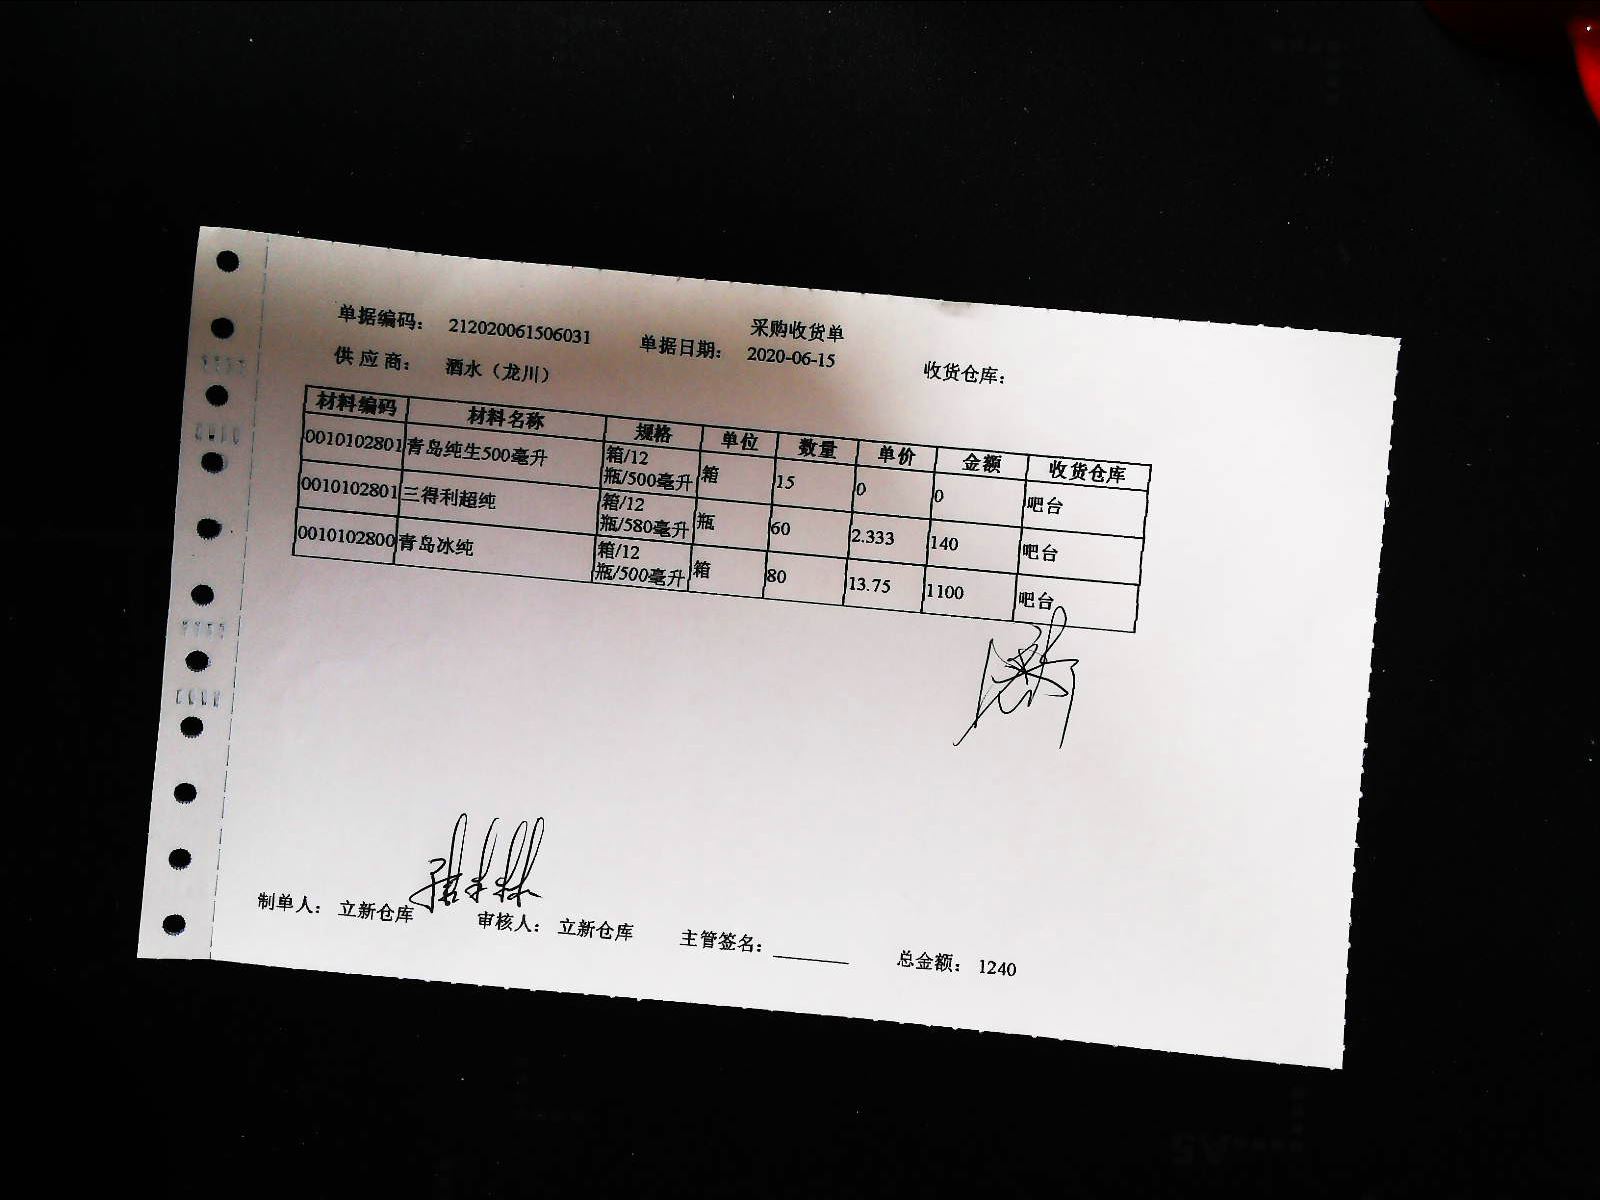 采购收货单
单据编码: 212020061506031 单据日期: 2020-06-15 收货仓库:
供应商: 酒水（龙川）
材料编码 材料名称 规格 单位 数量 单价 金额 收货仓库
0010102801 青岛纯生500毫升 箱/12瓶/500毫升 箱 15 0 0 吧台
0010102801 三得利超纯 箱/12瓶/580毫升 瓶 60 2.333 140 吧台
0010102800 青岛冰纯 箱/12瓶/500毫升 箱 80 13.75 1100 吧台
制单人: 立新仓库 审核人: 立新仓库 主管签名: 总金额: 1240